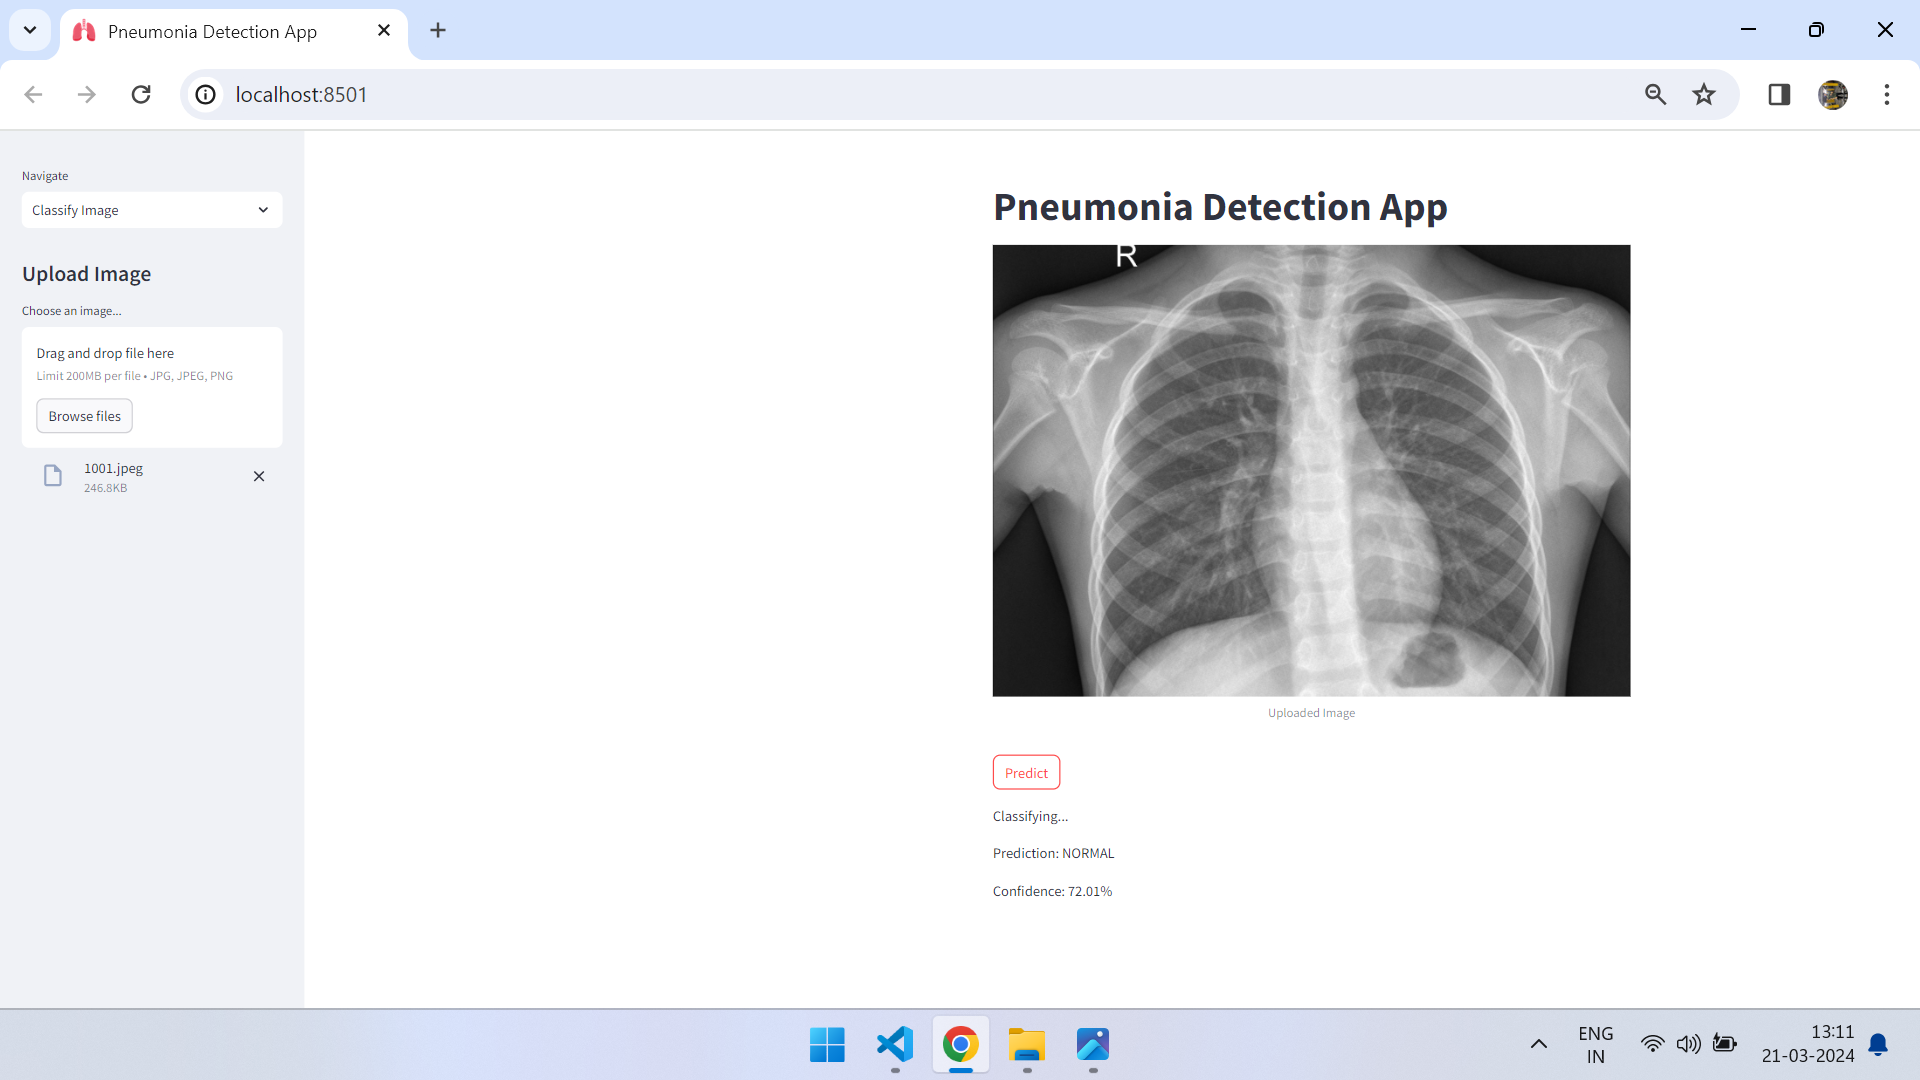 Pneumonia Detection App
localhost:8501
Navigate
Classify Image
Upload Image
Choose an image...
Drag and drop file here
Limit 200MB per file • JPG, JPEG, PNG
Browse files
1001.jpeg
246.8KB
Pneumonia Detection App
R
Uploaded Image
Predict
Classifying...
Prediction: NORMAL
Confidence: 72.01%
ENG
IN
13:11
21-03-2024